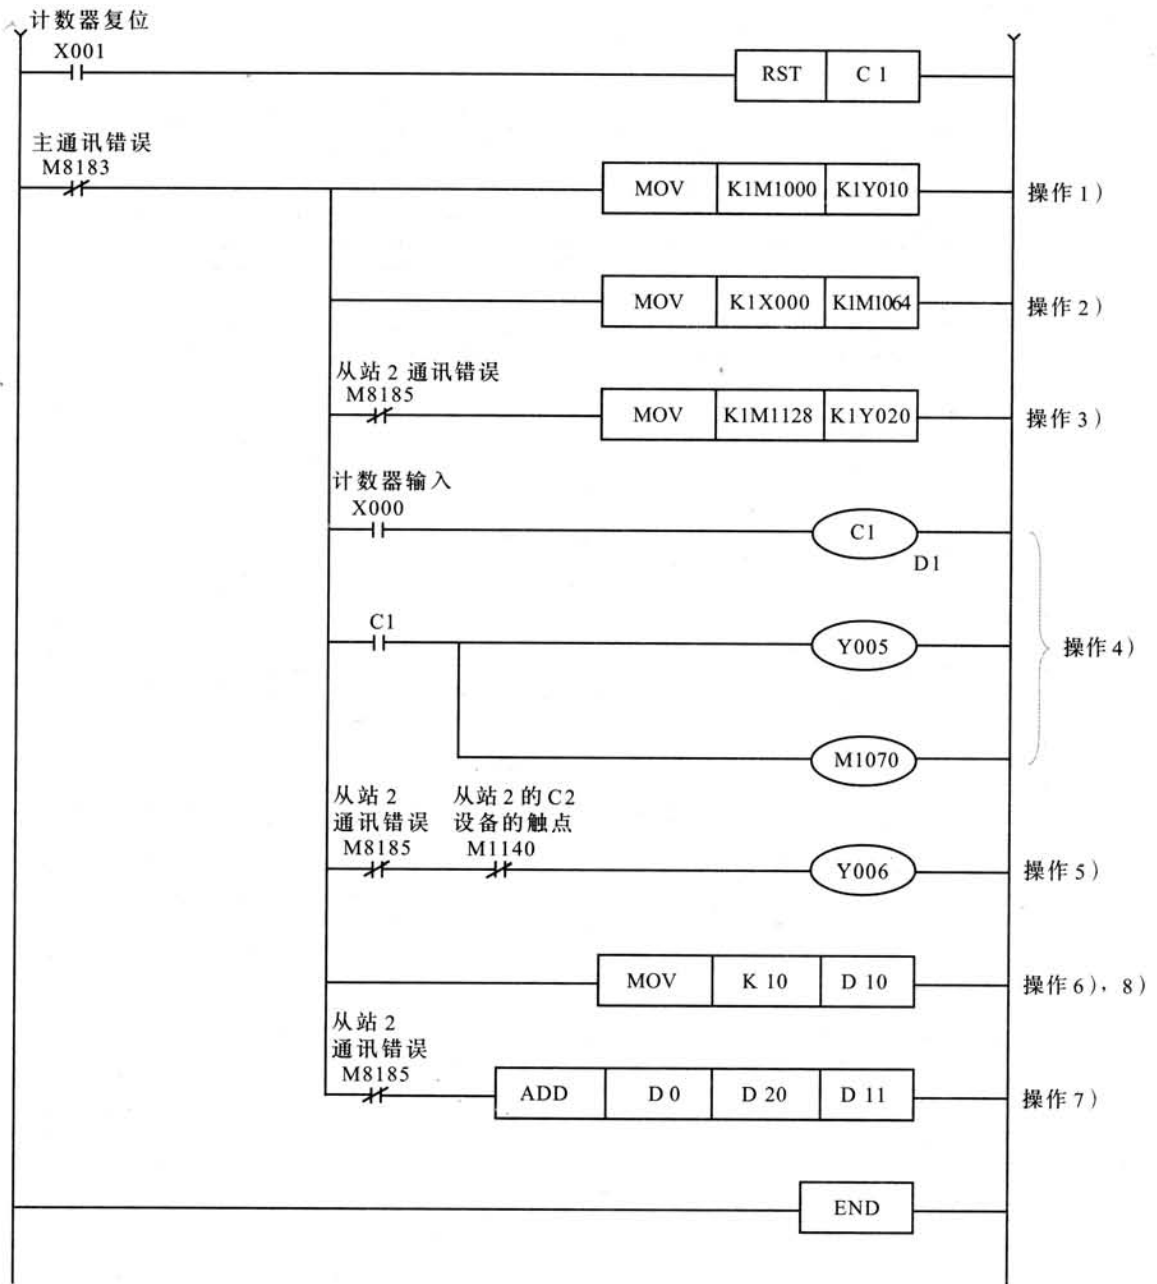 计数器复位
X001
RST C 1
主通讯错误
M8183
MOV K1M1000 K1Y010 操作1)
MOV K1X000 K1M1064 操作2)
从站 2 通讯错误
M8185
MOV K1M1128 K1Y020 操作3)
计数器输入
X000
C1
D1
C1
Y005 操作4)
M1070
从站 2 从站 2 的 C2
通讯错误 设备的触点
M8185 M1140
Y006 操作5)
MOV K 10 D 10 操作6), 8)
从站 2
通讯错误
M8185
ADD D 0 D 20 D 11 操作7)
END